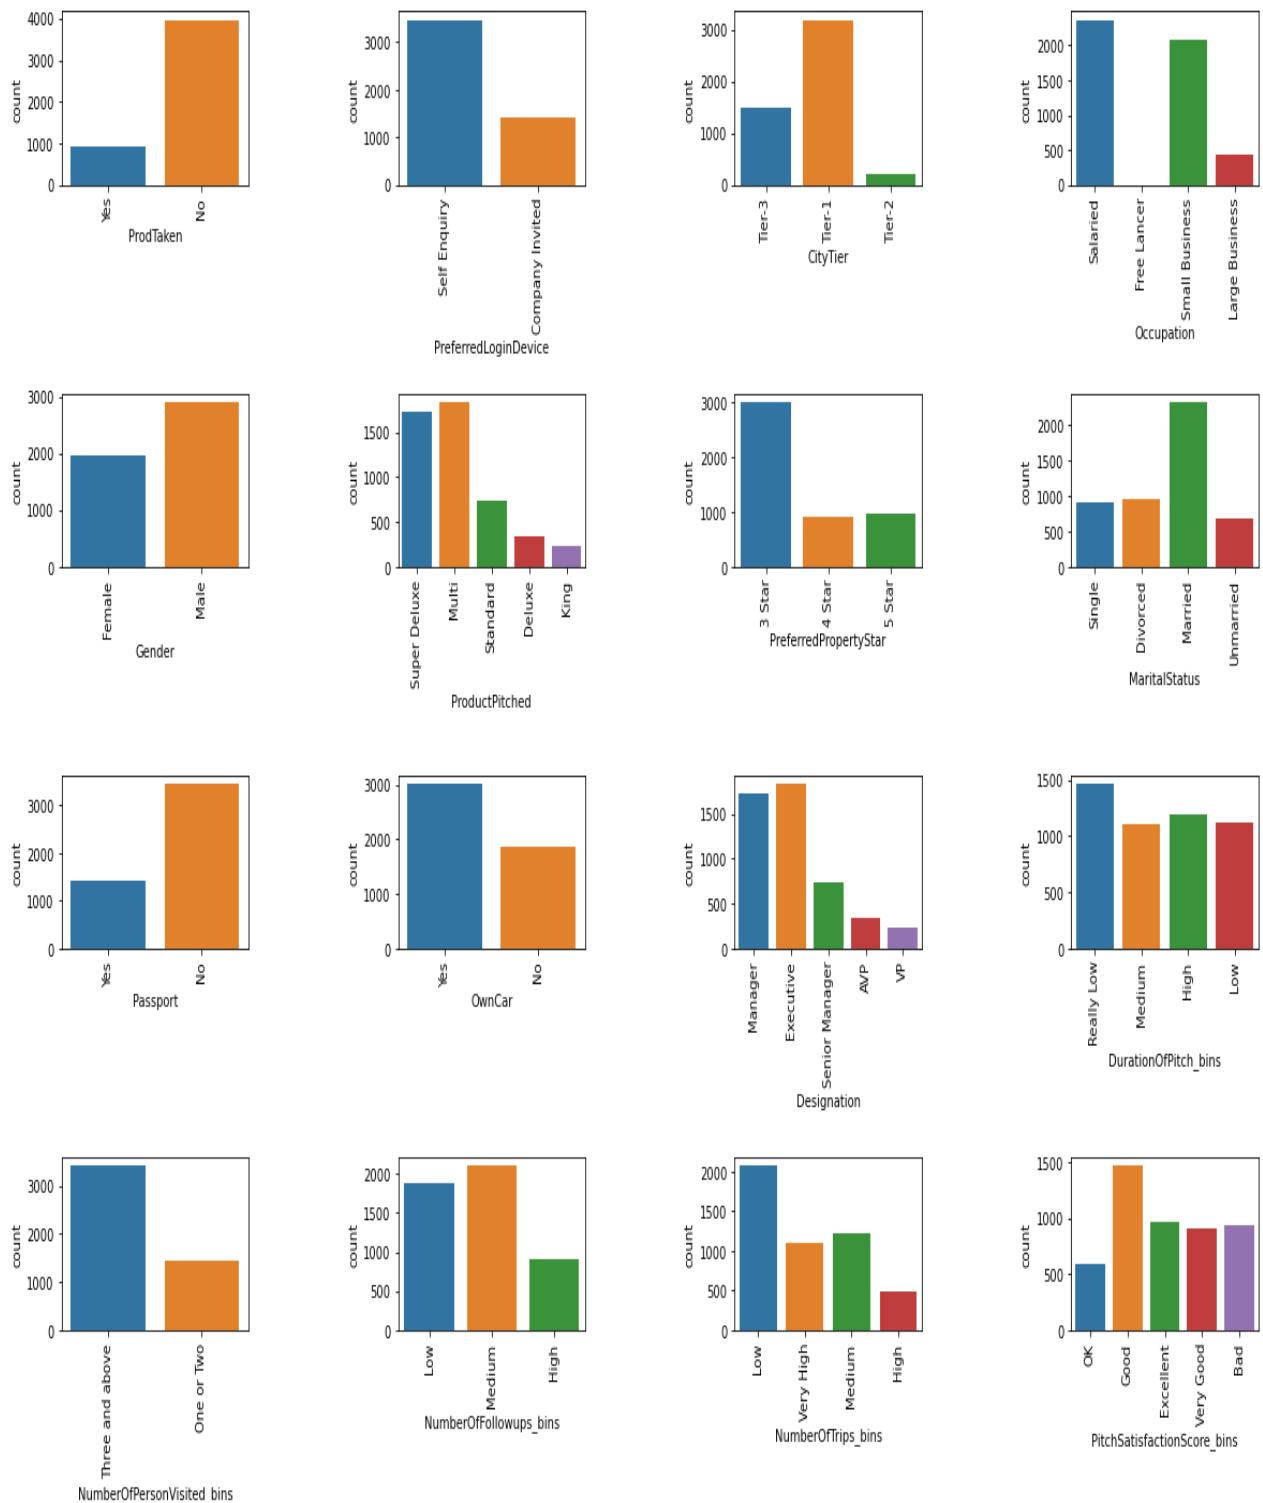 4000
3000
2000
1000
0
count
Yes
No
ProdTaken
3000
2000
1000
0
count
Self Enquiry
Company Invited
PreferredLoginDevice
3000
2000
1000
0
count
Tier-3
Tier-1
Tier-2
CityTier
2000
1500
1000
500
0
count
Salaried
Free Lancer
Small Business
Large Business
Occupation
3000
2000
1000
0
count
Female
Male
Gender
1500
1000
500
0
count
Super Deluxe
Multi
Standard
Deluxe
King
ProductPitched
3000
2000
1000
0
count
3 Star
4 Star
5 Star
PreferredPropertyStar
2000
1500
1000
500
0
count
Single
Divorced
Married
Unmarried
MaritalStatus
3000
2000
1000
0
count
Yes
No
Passport
3000
2000
1000
0
count
Yes
No
OwnCar
1500
1000
500
0
count
Manager
Executive
Senior Manager
AVP
VP
Designation
1500
1000
500
0
count
Really Low
Medium
High
Low
DurationOfPitch_bins
3000
2000
1000
0
count
Three and above
One or Two
NumberOfPersonVisited_bins
2000
1500
1000
500
0
count
Low
Medium
High
NumberOfFollowups_bins
2000
1500
1000
500
0
count
Low
Very High
Medium
High
NumberOfTrips_bins
1500
1000
500
0
count
OK
Good
Excellent
Very Good
Bad
PitchSatisfactionScore_bins